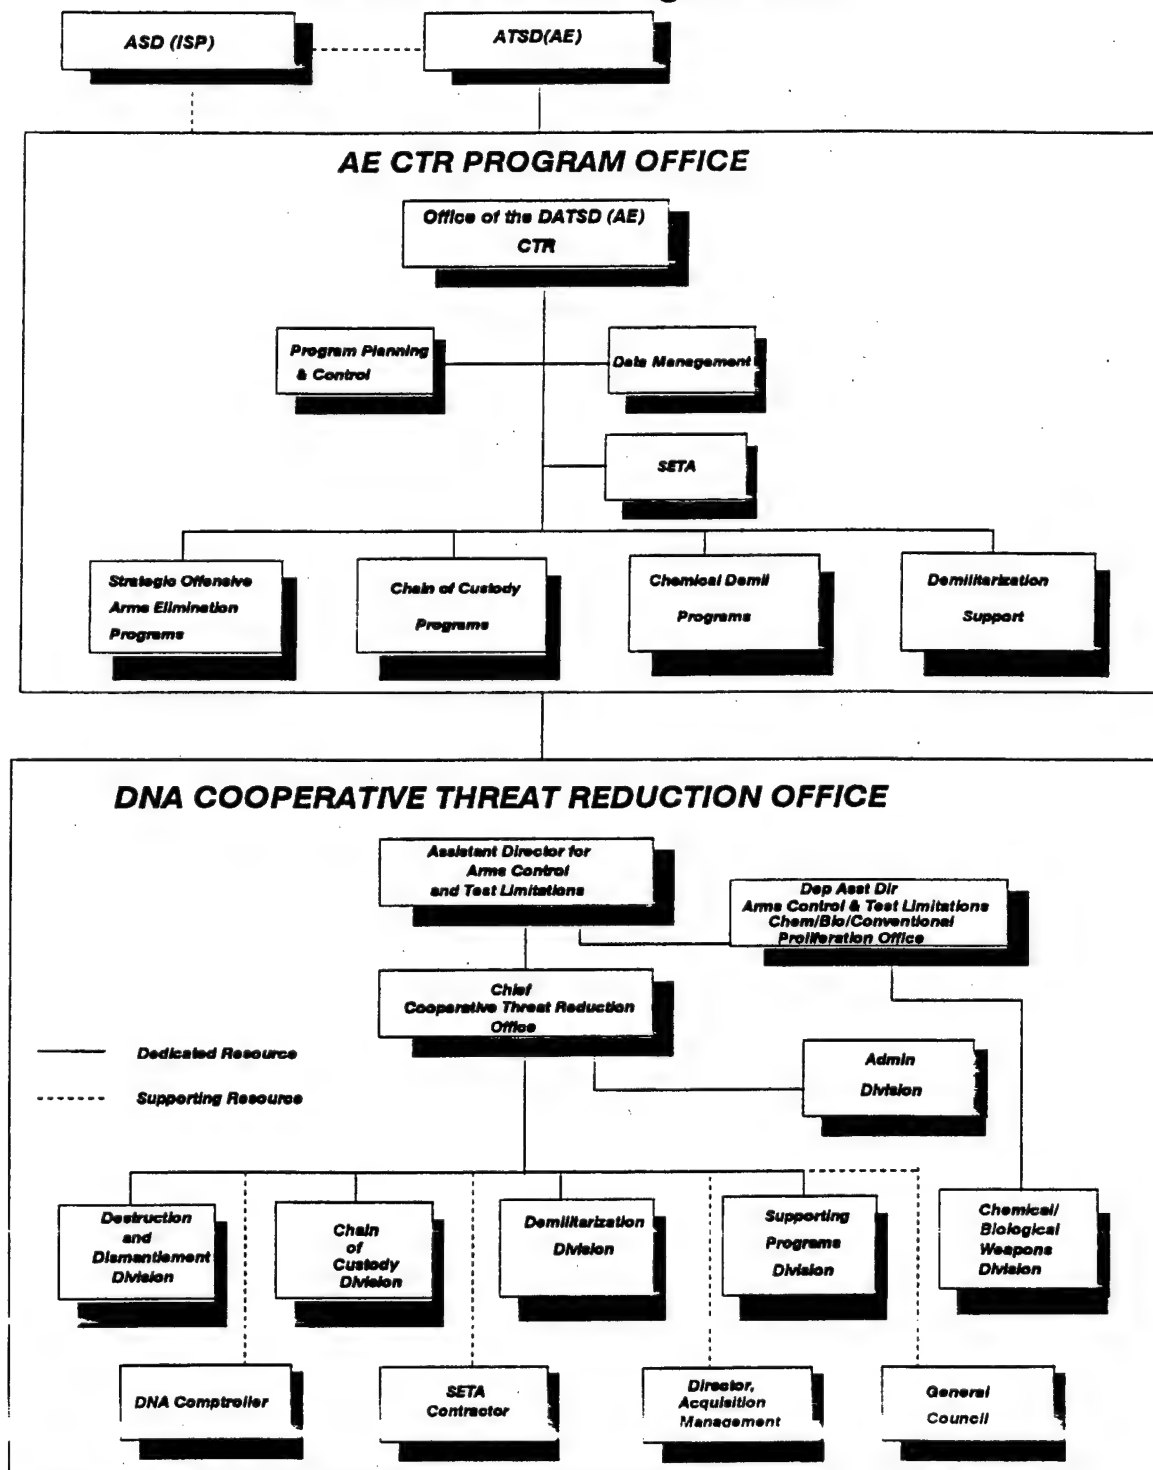 ASD (ISP)
ATSD(AE)
AE CTR PROGRAM OFFICE
Office of the DATSD (AE)
CTR
Program Planning
& Control
Data Management
SETA
Strategic Offensive
Arms Elimination
Programs
Chain of Custody
Programs
Chemical Demil
Programs
Demilitarization
Support
DNA COOPERATIVE THREAT REDUCTION OFFICE
Assistant Director for
Arms Control
and Test Limitations
Dep Asst Dir
Arms Control & Test Limitations
Chem/Bio/Conventional
Proliferation Office
Chief
Cooperative Threat Reduction
Office
Dedicated Resource
Supporting Resource
Admin
Division
Destruction
and
Dismantlement
Division
Chain
of
Custody
Division
Demilitarization
Division
Supporting
Programs
Division
Chemical/
Biological
Weapons
Division
DNA Comptroller
SETA
Contractor
Director,
Acquisition
Management
General
Council